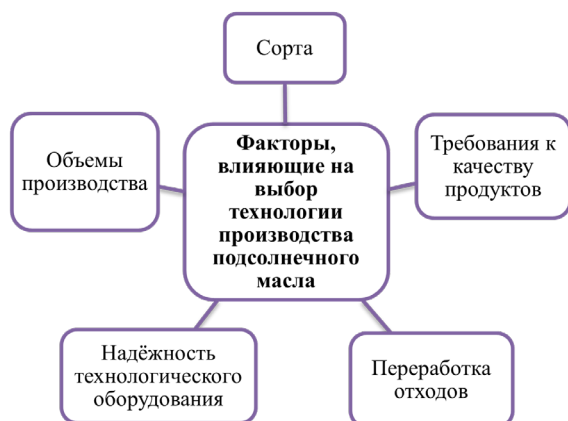 Сорта
Объемы
производства
Факторы,
влияющие на
выбор
технологии
производства
подсолнечного
масла
Требования к
качеству
продуктов
Надёжность
технологического
оборудования
Переработка
отходов